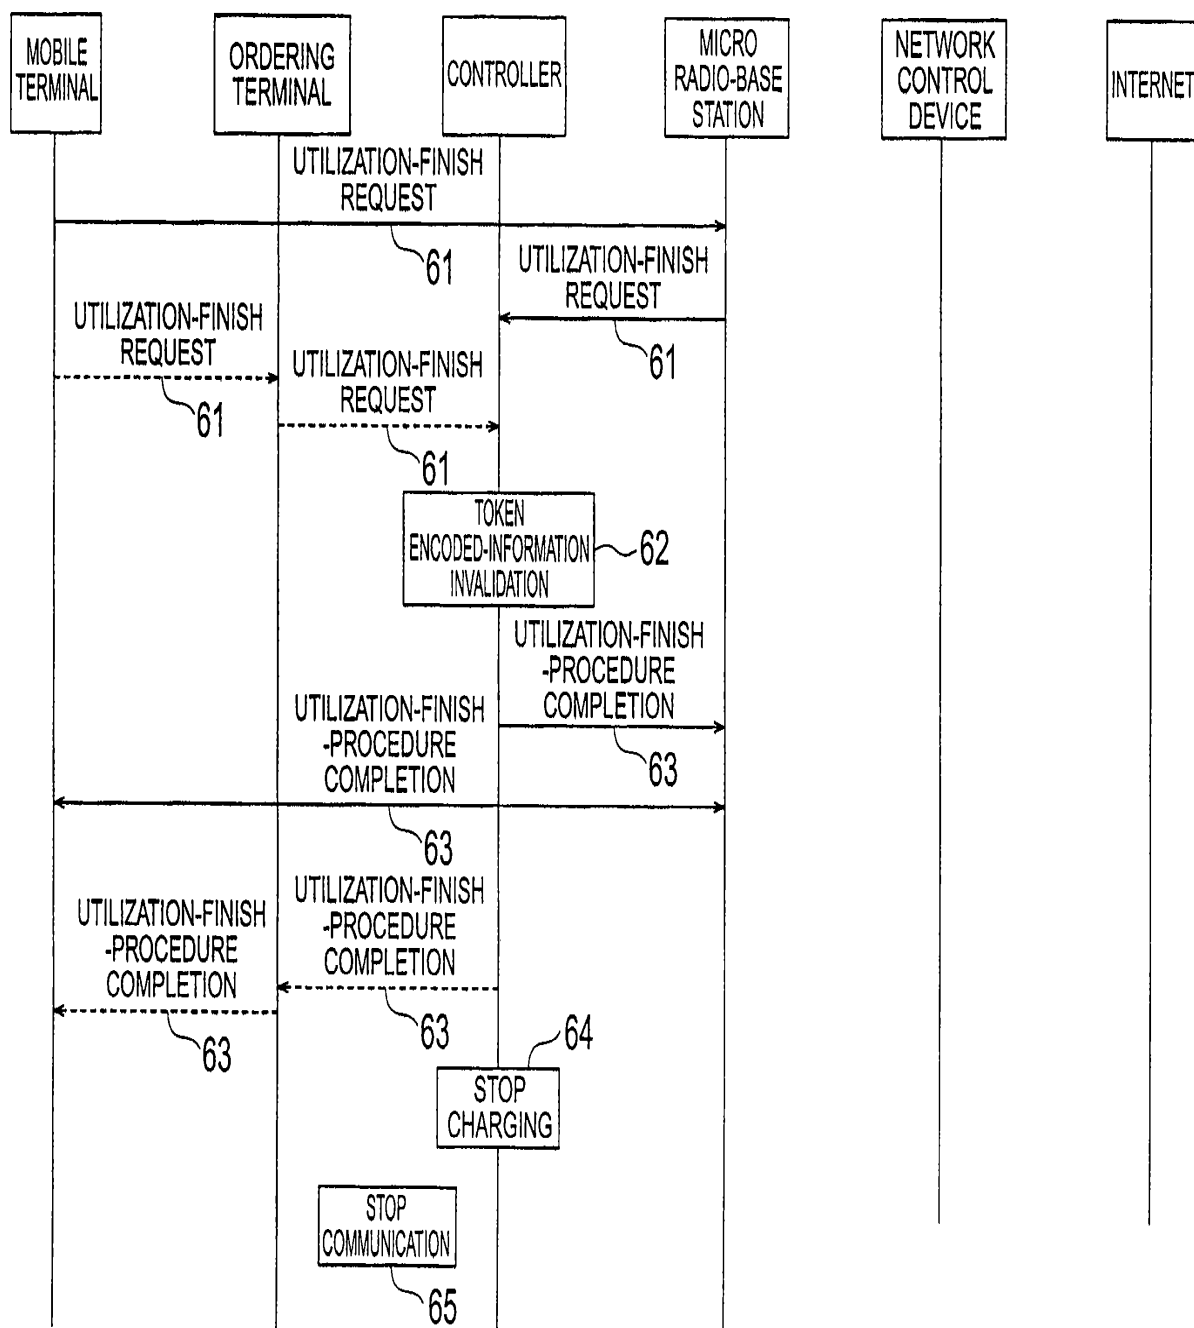 MOBILE
TERMINAL
ORDERING
TERMINAL
CONTROLLER
MICRO
RADIO-BASE
STATION
NETWORK
CONTROL
DEVICE
INTERNET
UTILIZATION-FINISH
REQUEST
61
UTILIZATION-FINISH
REQUEST
61
UTILIZATION-FINISH
REQUEST
61
UTILIZATION-FINISH
REQUEST
61
TOKEN
ENCODED-INFORMATION
INVALIDATION
62
UTILIZATION-FINISH
-PROCEDURE
COMPLETION
63
UTILIZATION-FINISH
-PROCEDURE
COMPLETION
63
UTILIZATION-FINISH
-PROCEDURE
COMPLETION
63
UTILIZATION-FINISH
-PROCEDURE
COMPLETION
63
64
STOP
CHARGING
STOP
COMMUNICATION
65